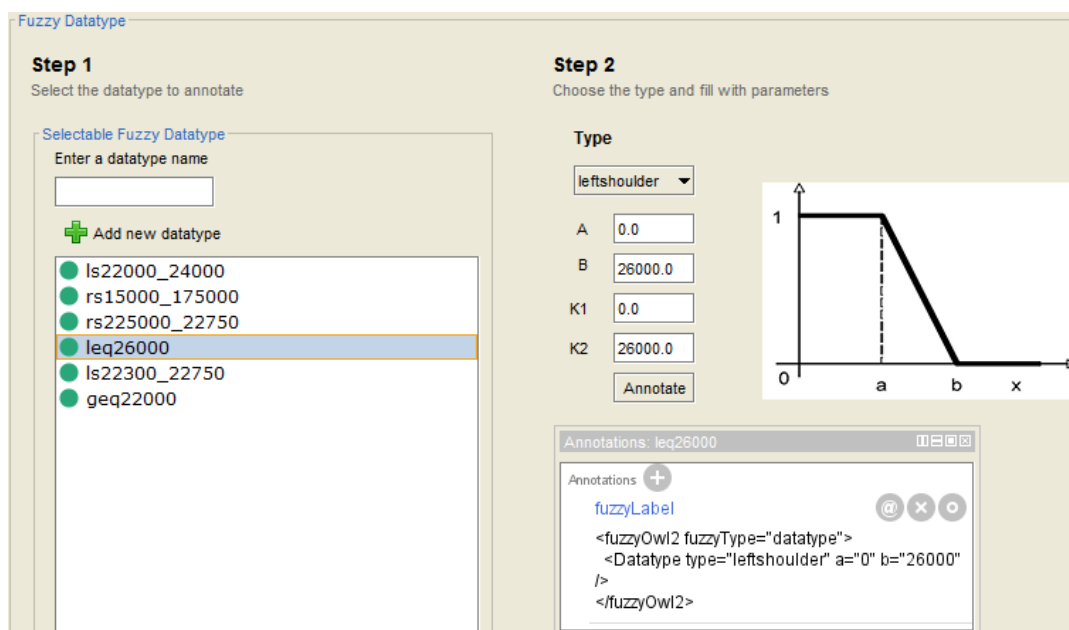 Fuzzy Datatype
Step 1
Select the datatype to annotate
Selectable Fuzzy Datatype
Enter a datatype name
Add new datatype
ls22000_24000
rs15000_175000
rs225000_22750
leq26000
ls22300_22750
geq22000
Step 2
Choose the type and fill with parameters
Type
leftshoulder
A 0.0
B 26000.0
K1 0.0
K2 26000.0
Annotate
1
0 a b x
Annotations: leq26000
Annotations
fuzzyLabel
@
<fuzzyOwl2 fuzzyType="datatype">
<Datatype type="leftshoulder" a="0" b="26000"
/>
</fuzzyOwl2>